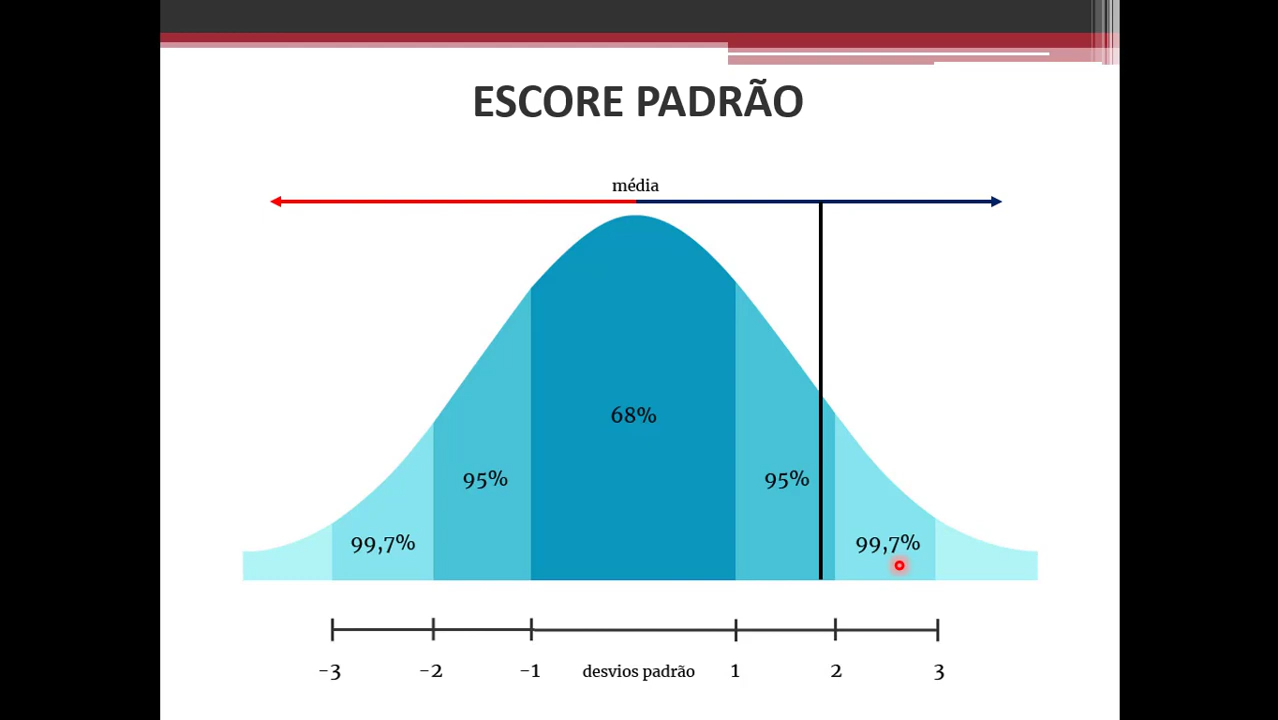 ESCORE PADRÃO
média
68%
95%
95%
99,7%
99,7%
-3 -2 -1 desvios padrão 1 2 3